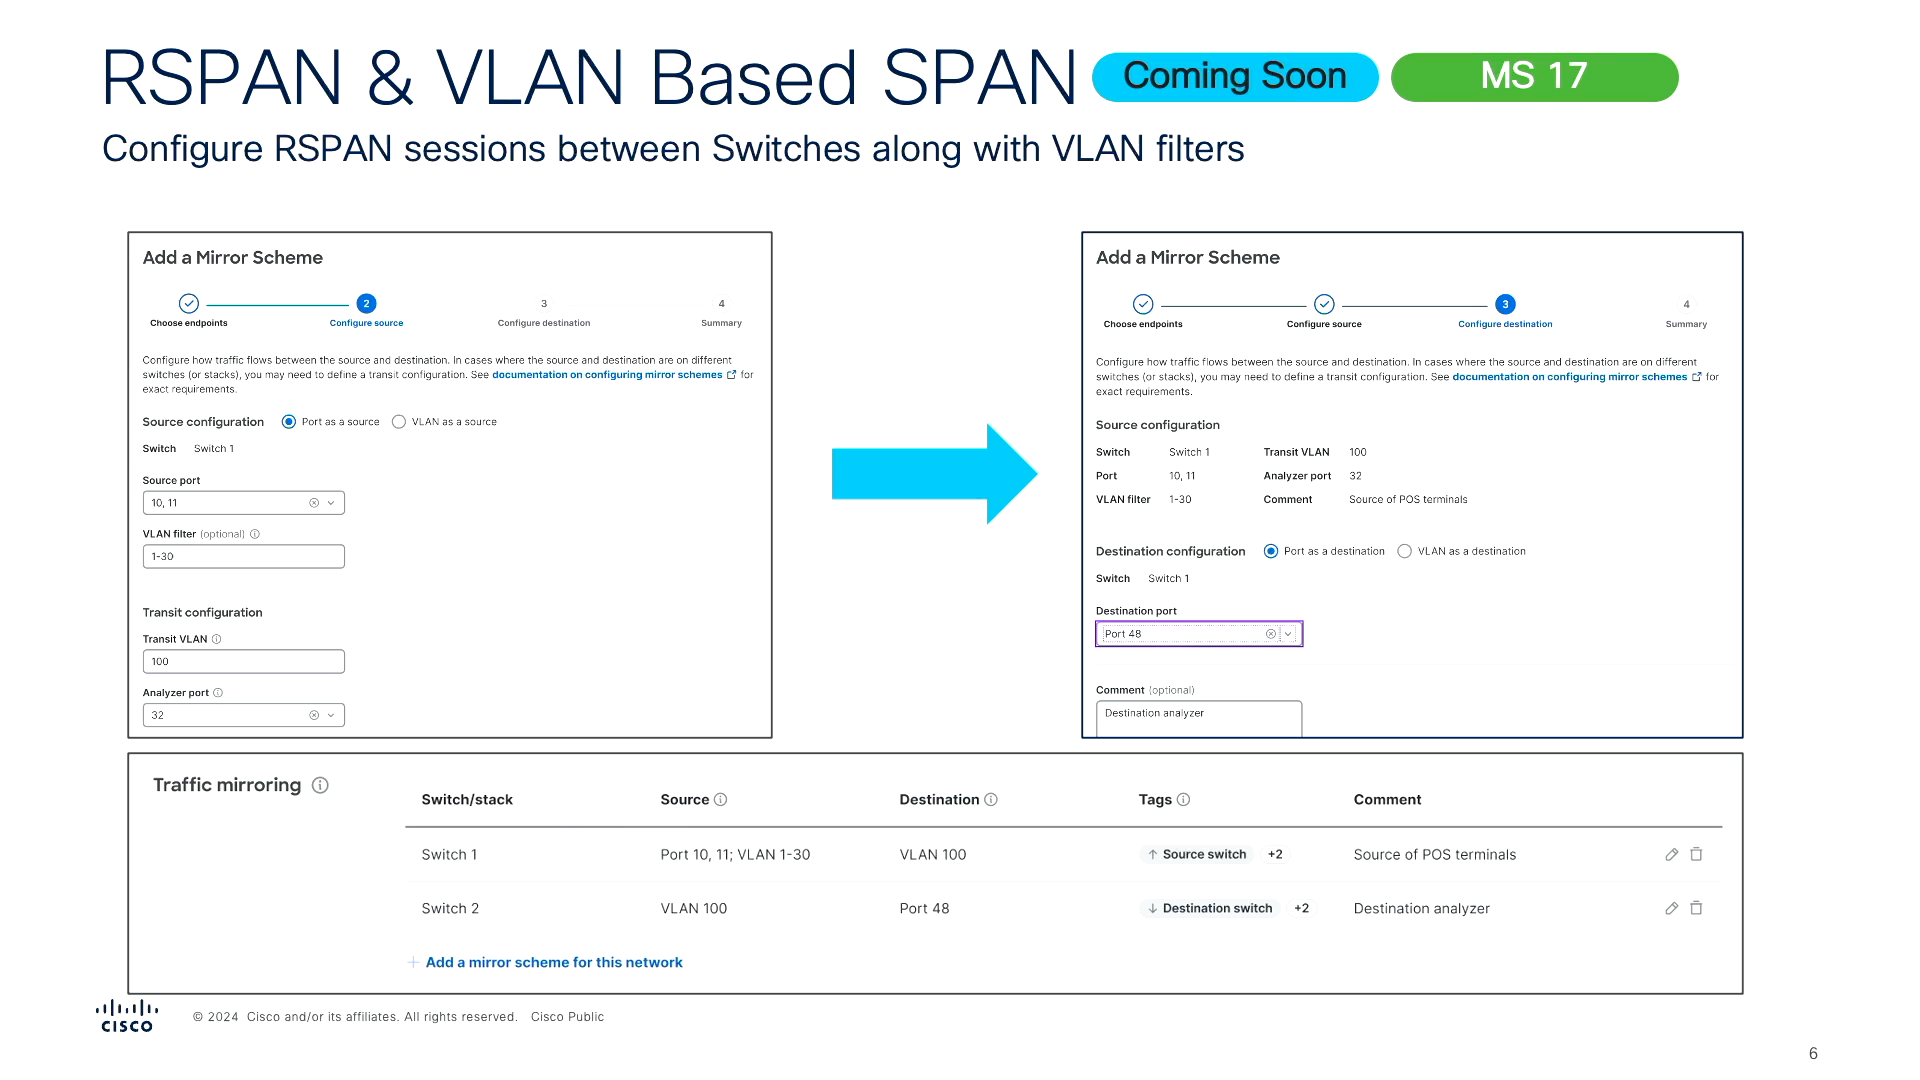 RSPAN & VLAN Based SPAN
Coming Soon
MS 17
Configure RSPAN sessions between Switches along with VLAN filters
Add a Mirror Scheme
2
3
4
Choose endpoints
Configure source
Configure destination
Summary
Configure how traffic flows between the source and destination. In cases where the source and destination are on different
switches (or stacks), you may need to define a transit configuration. See documentation on configuring mirror schemes for
exact requirements.
Source configuration Port as a source VLAN as a source
Switch Switch 1
Source port
10, 11
VLAN filter (optional)
1-30
Transit configuration
Transit VLAN
100
Analyzer port
32
Add a Mirror Scheme
3
4
Choose endpoints
Configure source
Configure destination
Summary
Configure how traffic flows between the source and destination. In cases where the source and destination are on different
switches (or stacks), you may need to define a transit configuration. See documentation on configuring mirror schemes for
exact requirements.
Source configuration
Switch Switch 1 Transit VLAN 100
Port 10, 11 Analyzer port 32
VLAN filter 1-30 Comment Source of POS terminals
Destination configuration Port as a destination VLAN as a destination
Switch Switch 1
Destination port
Port 48
Comment (optional)
Destination analyzer
Traffic mirroring
Switch/stack Source Destination Tags Comment
Switch 1 Port 10, 11; VLAN 1-30 VLAN 100 ↑ Source switch +2 Source of POS terminals
Switch 2 VLAN 100 Port 48 ↓ Destination switch +2 Destination analyzer
+ Add a mirror scheme for this network
CISCO
© 2024 Cisco and/or its affiliates. All rights reserved. Cisco Public
6